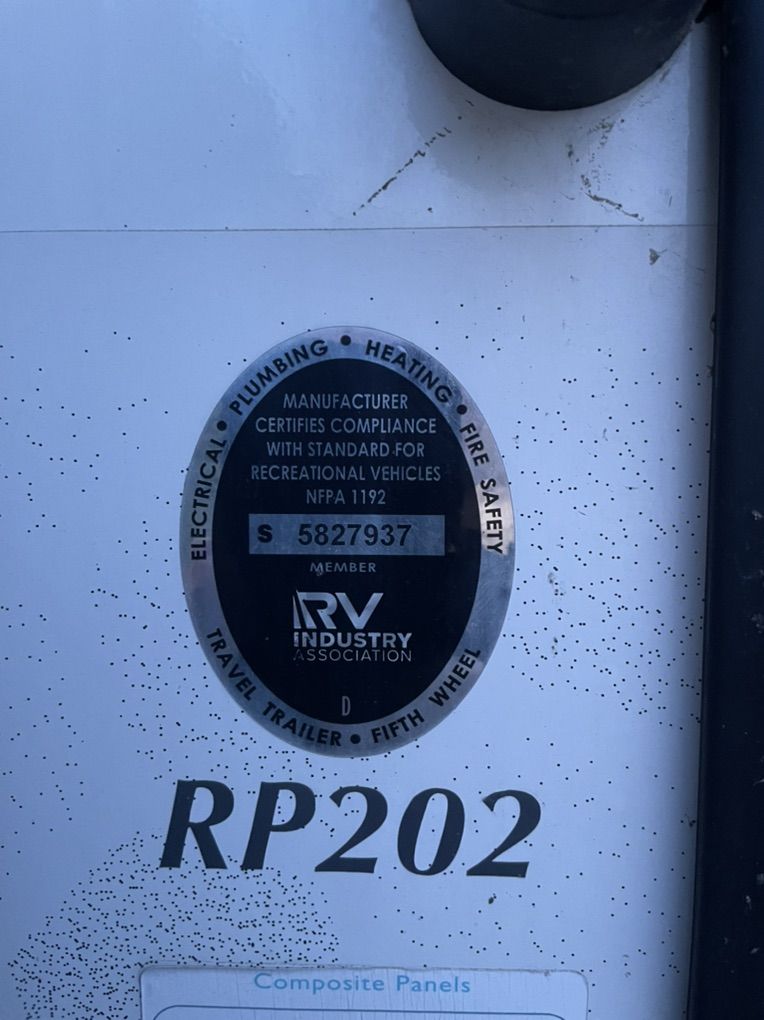 ELECTRICAL • PLUMBING • HEATING • FIRE SAFETY
MANUFACTURER
CERTIFIES COMPLIANCE
WITH STANDARD FOR
RECREATIONAL VEHICLES
NFPA 1192
S 5827937
MEMBER
RV
INDUSTRY
ASSOCIATION
D
TRAVEL TRAILER • FIFTH WHEEL
RP202
Composite Panels